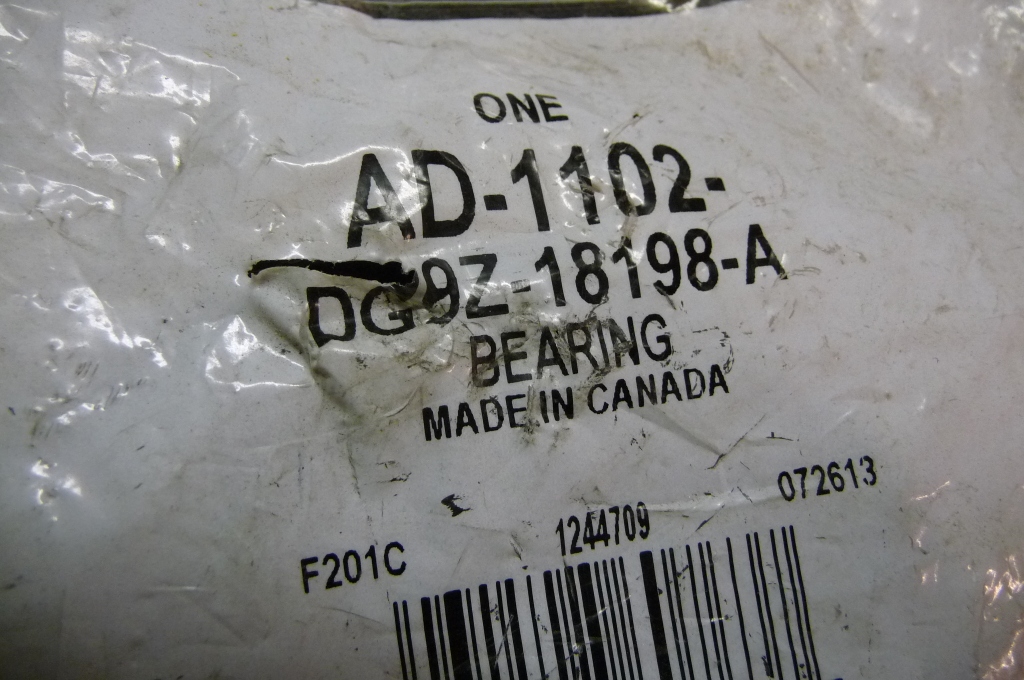 ONE
AD-1102-
DG9Z-18198-A
BEARING
MADE IN CANADA
F201C 1244709 072613